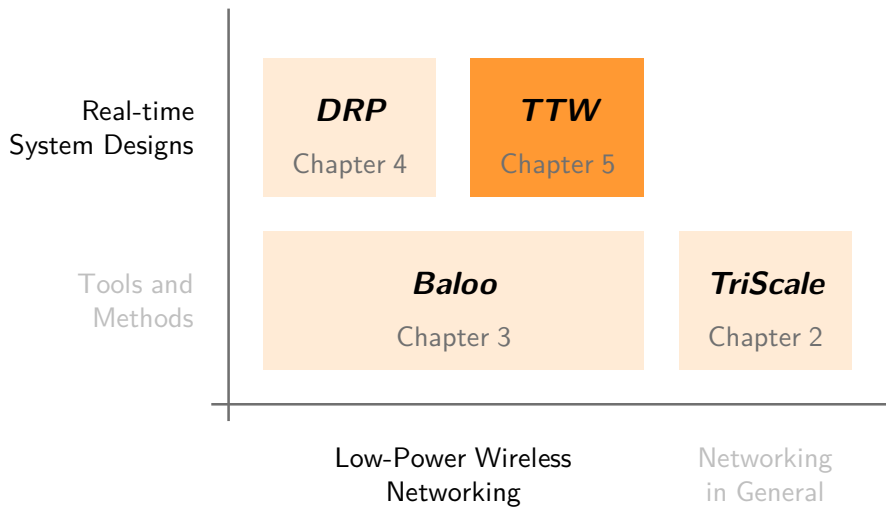 Real-time
System Designs
DRP
Chapter 4
TTW
Chapter 5
Tools and
Methods
Baloo
Chapter 3
TriScale
Chapter 2
Low-Power Wireless
Networking
Networking
in General